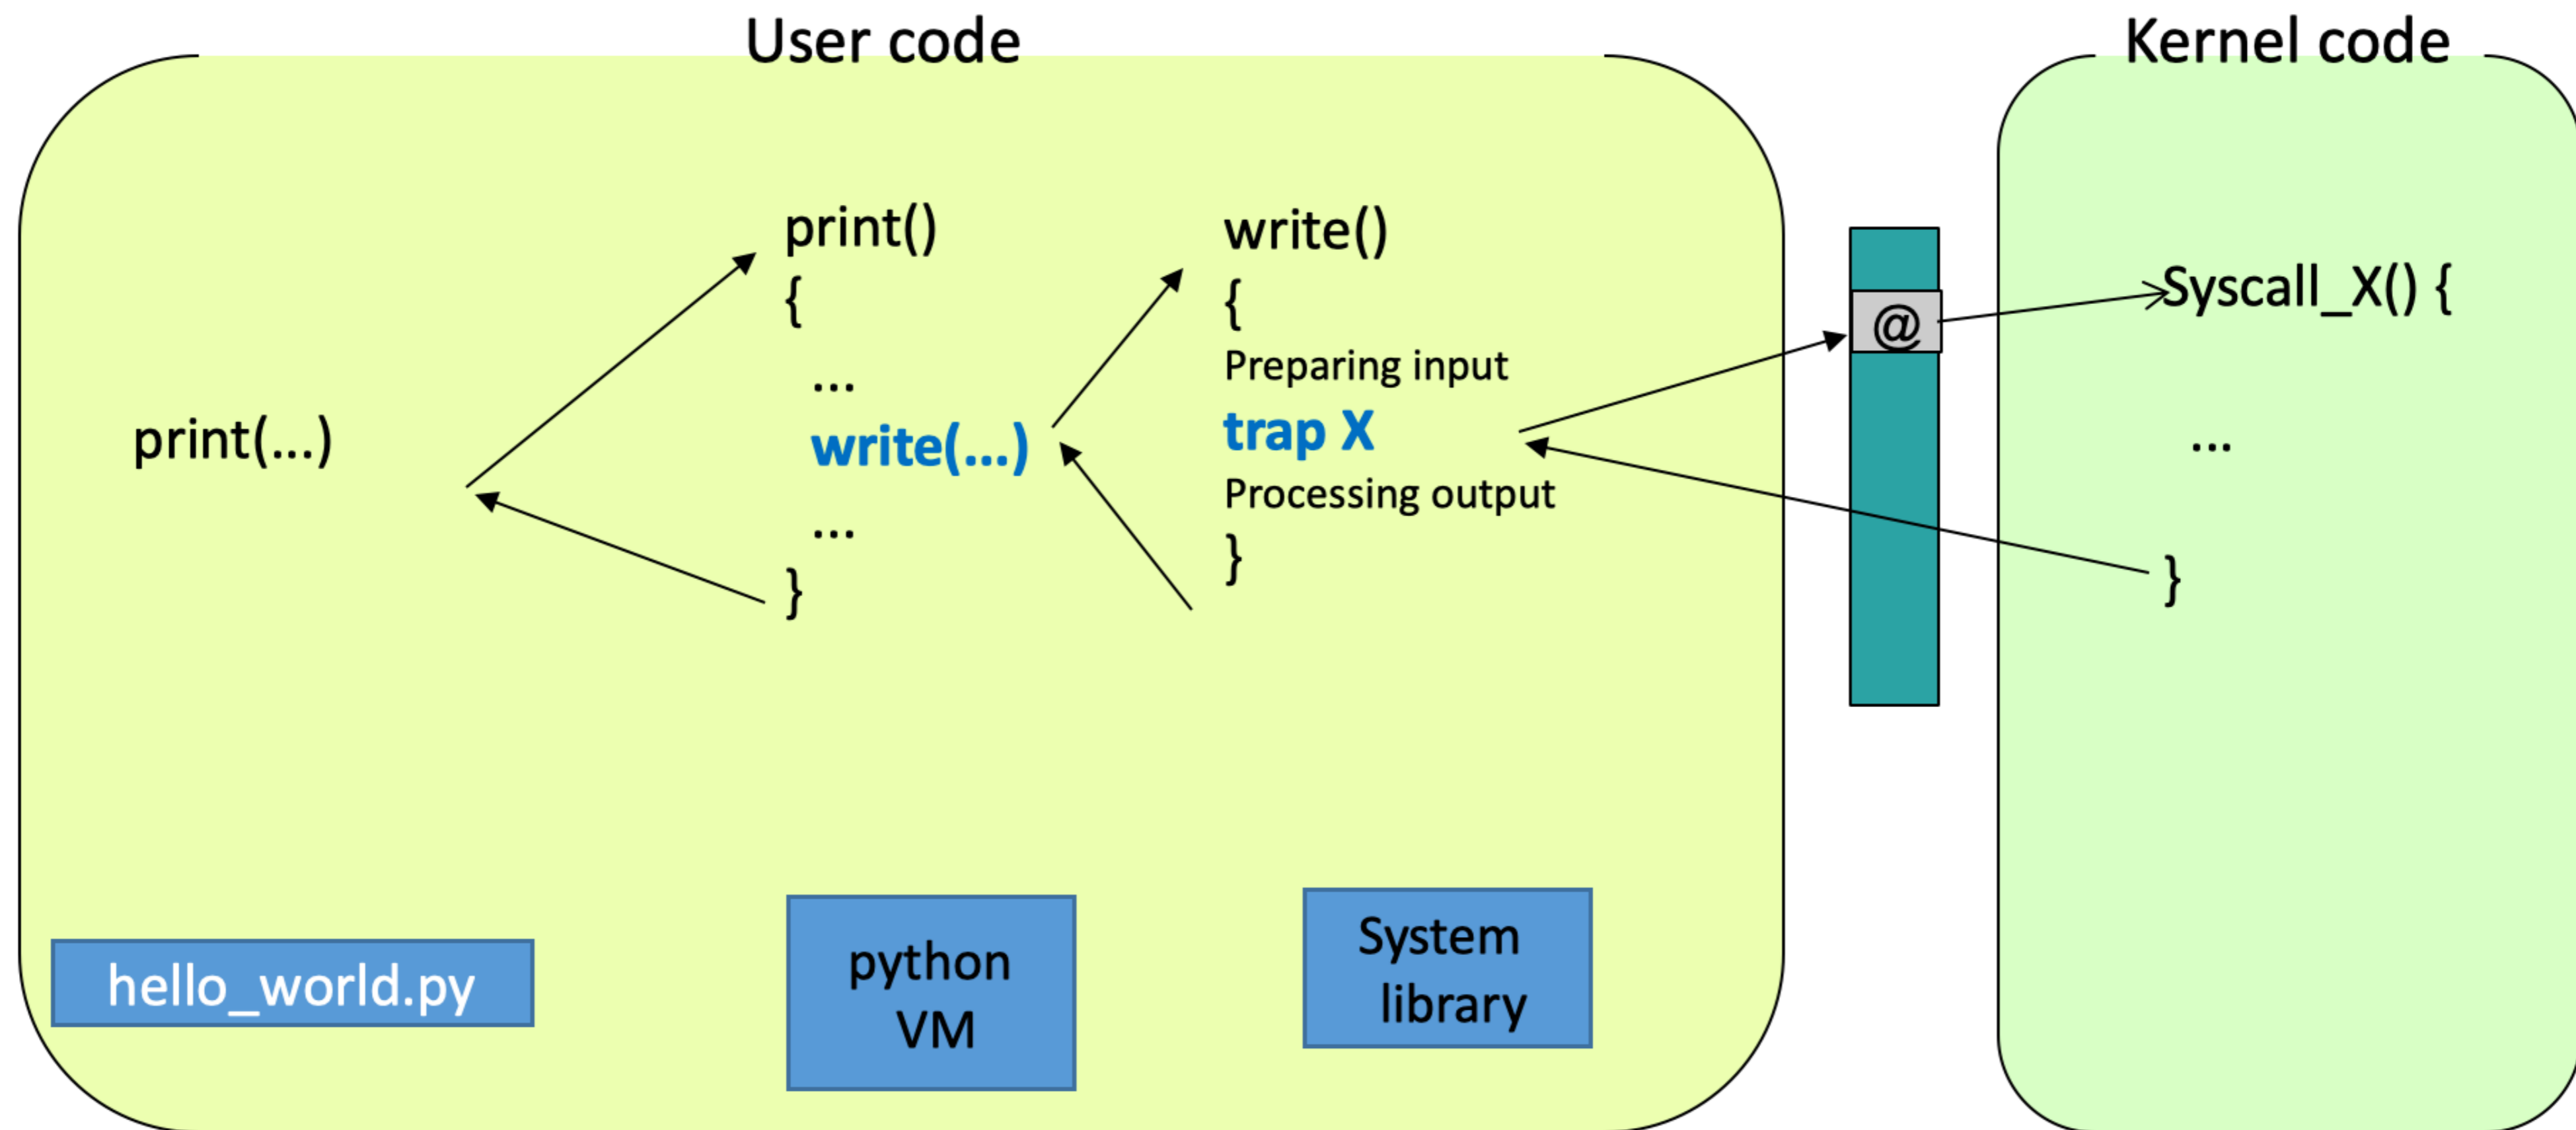 User code
Kernel code
print(...)
print()
{
...
write(...)
...
}
write()
{
Preparing input
trap X
Processing output
}
@
Syscall_X() {
...
}
hello_world.py
python
VM
System
library